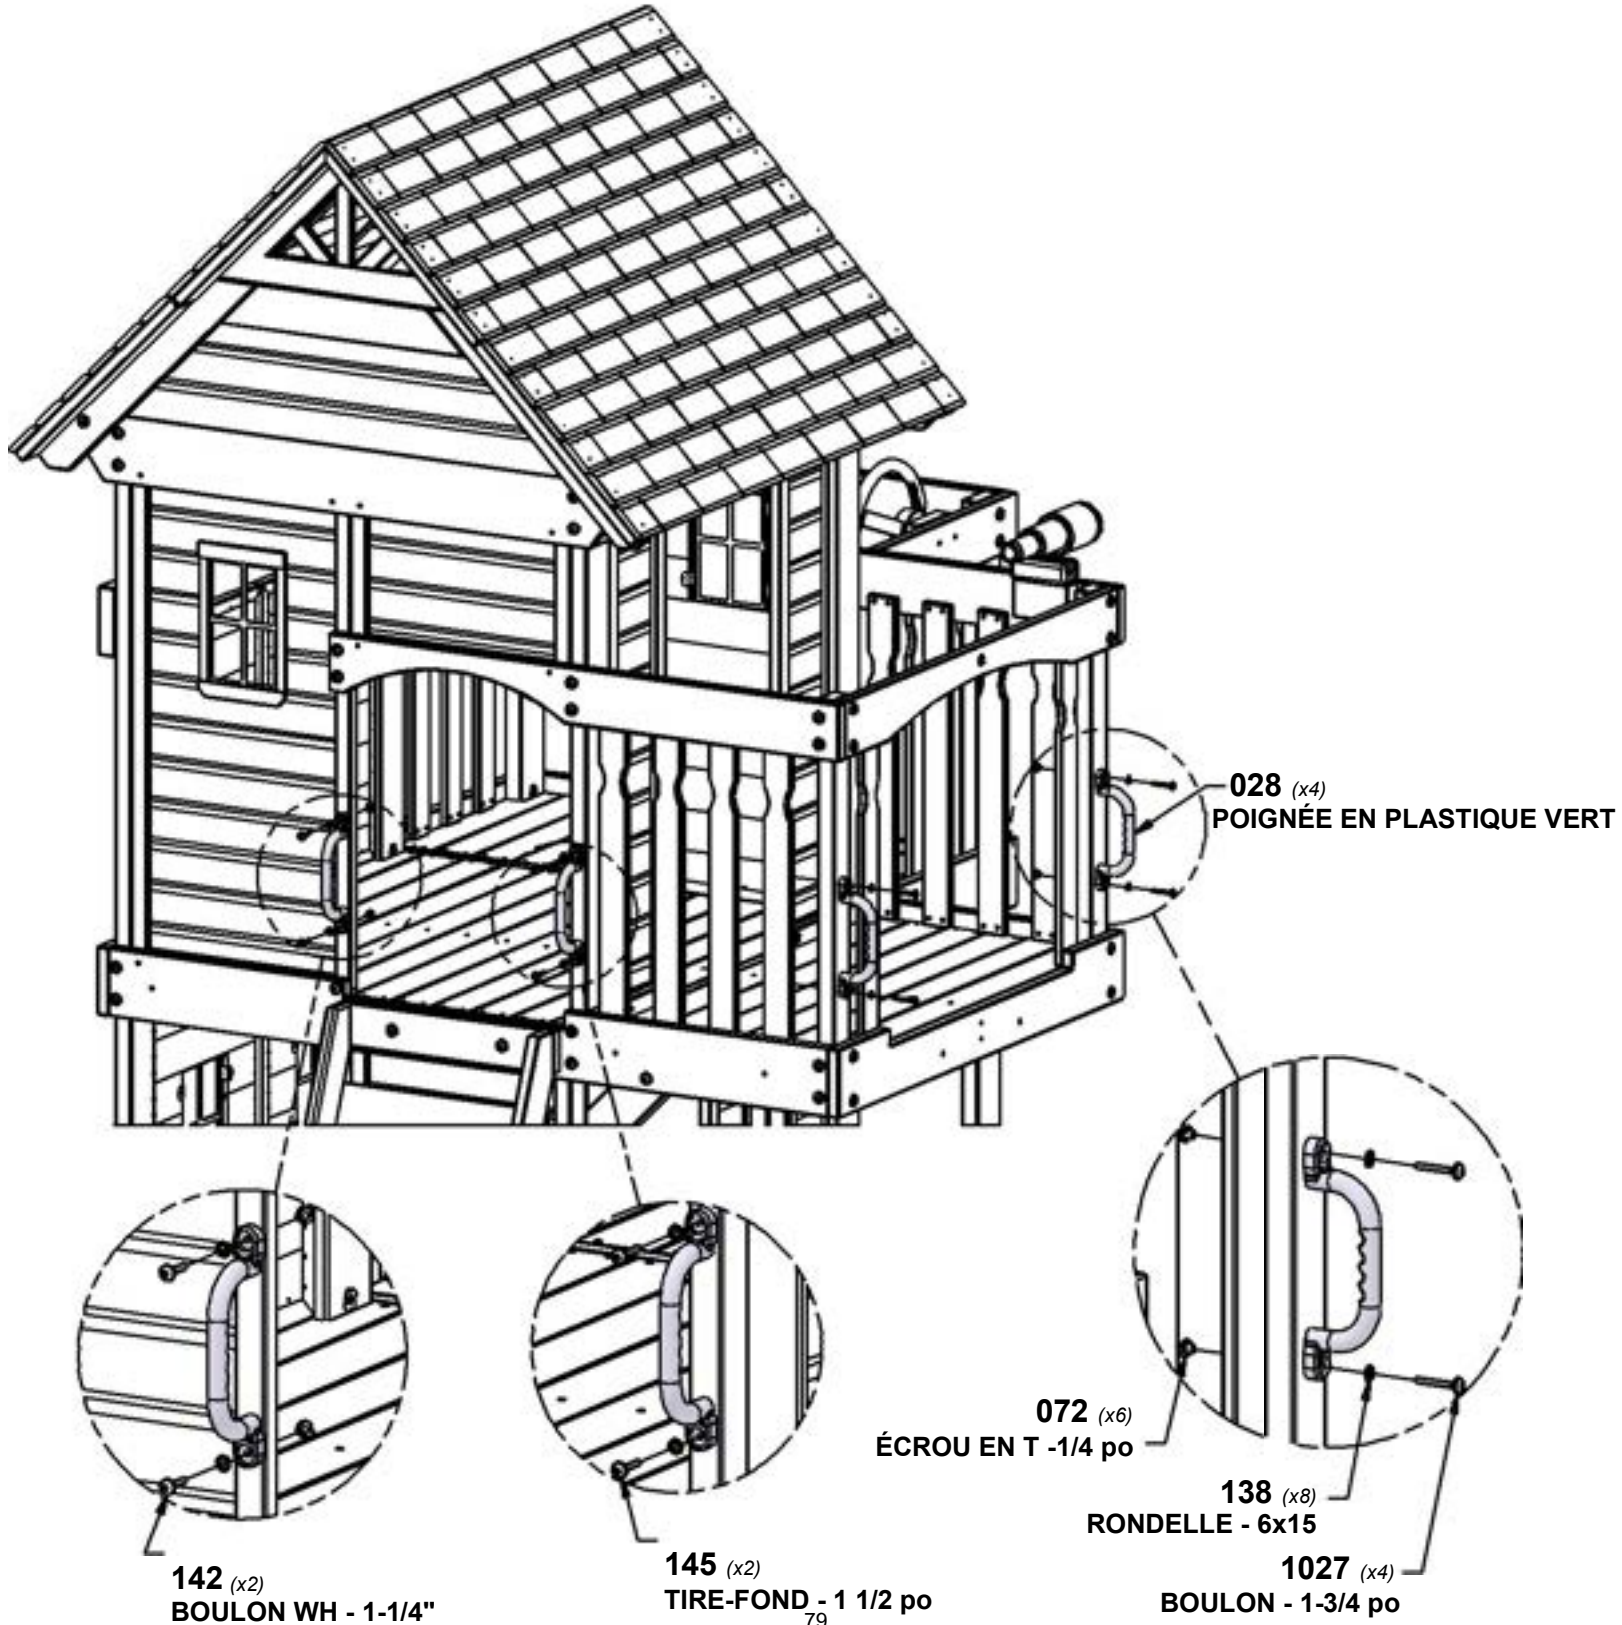 028 (x4)
POIGNÉE EN PLASTIQUE VERT
072 (x6)
ÉCROU EN T -1/4 po
138 (x8)
RONDELLE - 6x15
1027 (x4)
BOULON - 1-3/4 po
142 (x2)
BOULON WH - 1-1/4"
145 (x2)
TIRE-FOND - 1 1/2 po
79